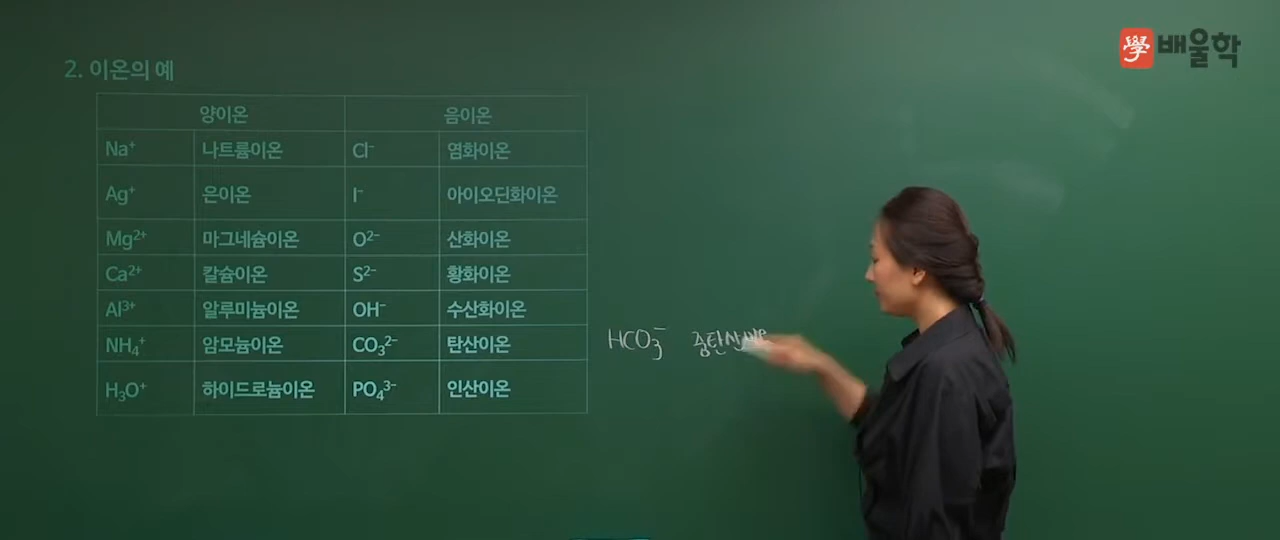 學 배울학
2. 이온의 예
양이온 음이온
Na⁺ 나트륨이온 Cl⁻ 염화이온
Ag⁺ 은이온 I⁻ 아이오딘화이온
Mg²⁺ 마그네슘이온 O²⁻ 산화이온
Ca²⁺ 칼슘이온 S²⁻ 황화이온
Al³⁺ 알루미늄이온 OH⁻ 수산화이온
NH₄⁺ 암모늄이온 CO₃²⁻ 탄산이온 HCO₃⁻
H₃O⁺ 하이드로늄이온 PO₄³⁻ 인산이온